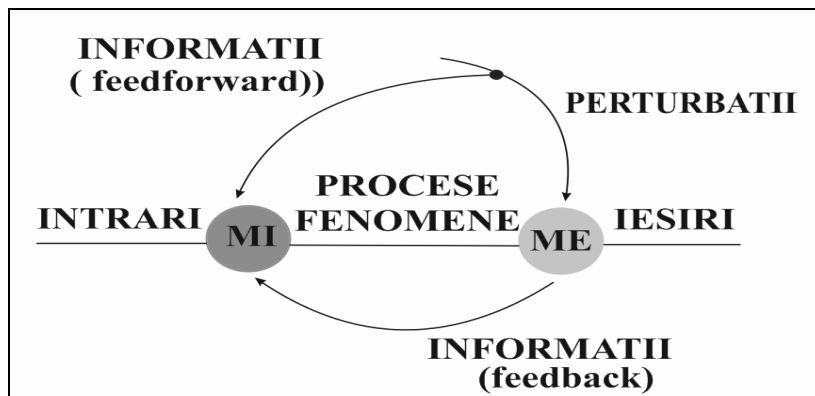 INFORMATII
( feedforward))
PERTURBATII
PROCESE
FENOMENE
INTRARI
MI
ME
IESIRI
INFORMATII
(feedback)